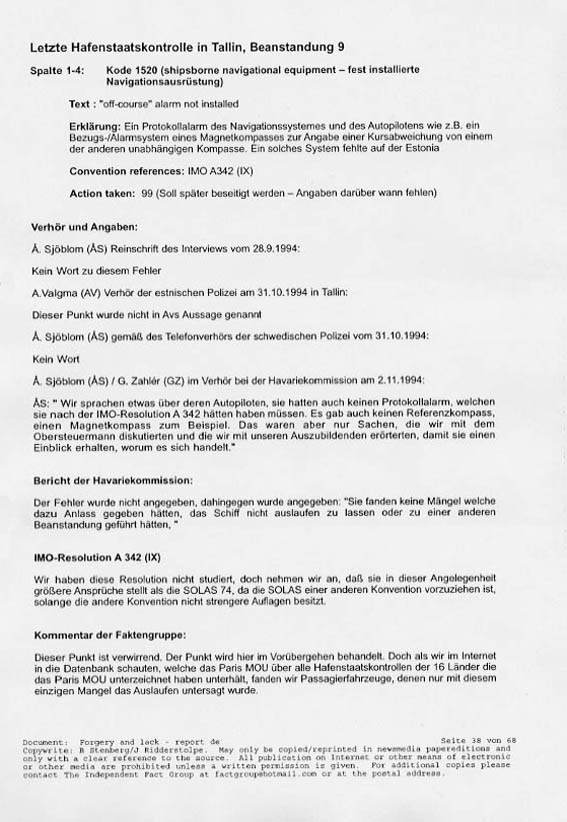 Letzte Hafenstaatskontrolle in Tallin, Beanstandung 9
Spalte 1-4: Kode 1520 (shipsborne navigational equipment – fest installierte
Navigationsausrüstung)
Text : "off-course" alarm not installed
Erklärung: Ein Protokollalarm des Navigationssystemes und des Autopilotens wie z.B. ein
Bezugs-/Alarmsystem eines Magnetkompasses zur Angabe einer Kursabweichung von einem
der anderen unabhängigen Kompasse. Ein solches System fehlte auf der Estonia
Convention references: IMO A342 (IX)
Action taken: 99 (Soll später beseitigt werden – Angaben darüber wann fehlen)
Verhör und Angaben:
Å. Sjöblom (ÅS) Reinschrift des Interviews vom 28.9.1994:
Kein Wort zu diesem Fehler
A.Valgma (AV) Verhör der estnischen Polizei am 31.10.1994 in Tallin:
Dieser Punkt wurde nicht in Avs Aussage genannt
Å. Sjöblom (ÅS) gemäß des Telefonverhörs der schwedischen Polizei vom 31.10.1994:
Kein Wort
Å. Sjöblom (ÅS) / G. Zahlér (GZ) im Verhör bei der Havariekommission am 2.11.1994:
ÅS: " Wir sprachen etwas über deren Autopiloten, sie hatten auch keinen Protokollalarm, welchen
sie nach der IMO-Resolution A 342 hätten haben müssen. Es gab auch keinen Referenzkompass,
einen Magnetkompass zum Beispiel. Das waren aber nur Sachen, die wir mit dem
Obersteuermann diskutierten und die wir mit unseren Auszubildenden erörterten, damit sie einen
Einblick erhalten, worum es sich handelt."
Bericht der Havariekommission:
Der Fehler wurde nicht angegeben, dahingegen wurde angegeben: "Sie fanden keine Mängel welche
dazu Anlass gegeben hätten, das Schiff nicht auslaufen zu lassen oder zu einer anderen
Beanstandung geführt hätten, "
IMO-Resolution A 342 (IX)
Wir haben diese Resolution nicht studiert, doch nehmen wir an, daß sie in dieser Angelegenheit
größere Ansprüche stellt als die SOLAS 74, da die SOLAS einer anderen Konvention vorzuziehen ist,
solange die andere Konvention nicht strengere Auflagen besitzt.
Kommentar der Faktengruppe:
Dieser Punkt ist verwirrend. Der Punkt wird hier im Vorübergehen behandelt. Doch als wir im Internet
in die Datenbank schauten, welche das Paris MOU über alle Hafenstaatskontrollen der 16 Länder die
das Paris MOU unterzeichnet haben unterhält, fanden wir Passagierfahrzeuge, denen nur mit diesem
einzigen Mangel das Auslaufen untersagt wurde.
Document: Forgery and lack - report de Seite 38 von 68
Copywrite: B Stenberg/J Ridderstolpe. May only be copied/reprinted in newsmedia papereditions and
only with a clear reference to the source. All publication on Internet or other means of electronic
or other media are prohibited unless a written permission is given. For additional copies please
contact The Independent Fact Group at factgroup@hotmail.com or at the postal address.